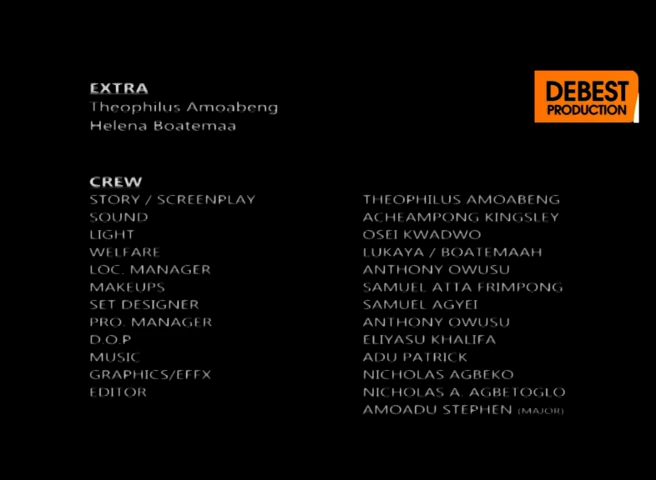 EXTRA
Theophilus Amoabeng
Helena Boatemaa
DEBEST
PRODUCTION
CREW
STORY / SCREENPLAY THEOPHILUS AMOABENG
SOUND ACHEAMPONG KINGSLEY
LIGHT OSEI KWADWO
WELFARE LUKAYA / BOATEMAAH
LOC. MANAGER ANTHONY OWUSU
MAKEUPS SAMUEL ATTA FRIMPONG
SET DESIGNER SAMUEL AGYEI
PRO. MANAGER ANTHONY OWUSU
D.O.P ELIYASU KHALIFA
MUSIC ADU PATRICK
GRAPHICS/EFFX NICHOLAS AGBEKO
EDITOR NICHOLAS A. AGBETOGLO
AMOADU STEPHEN (MAJOR)